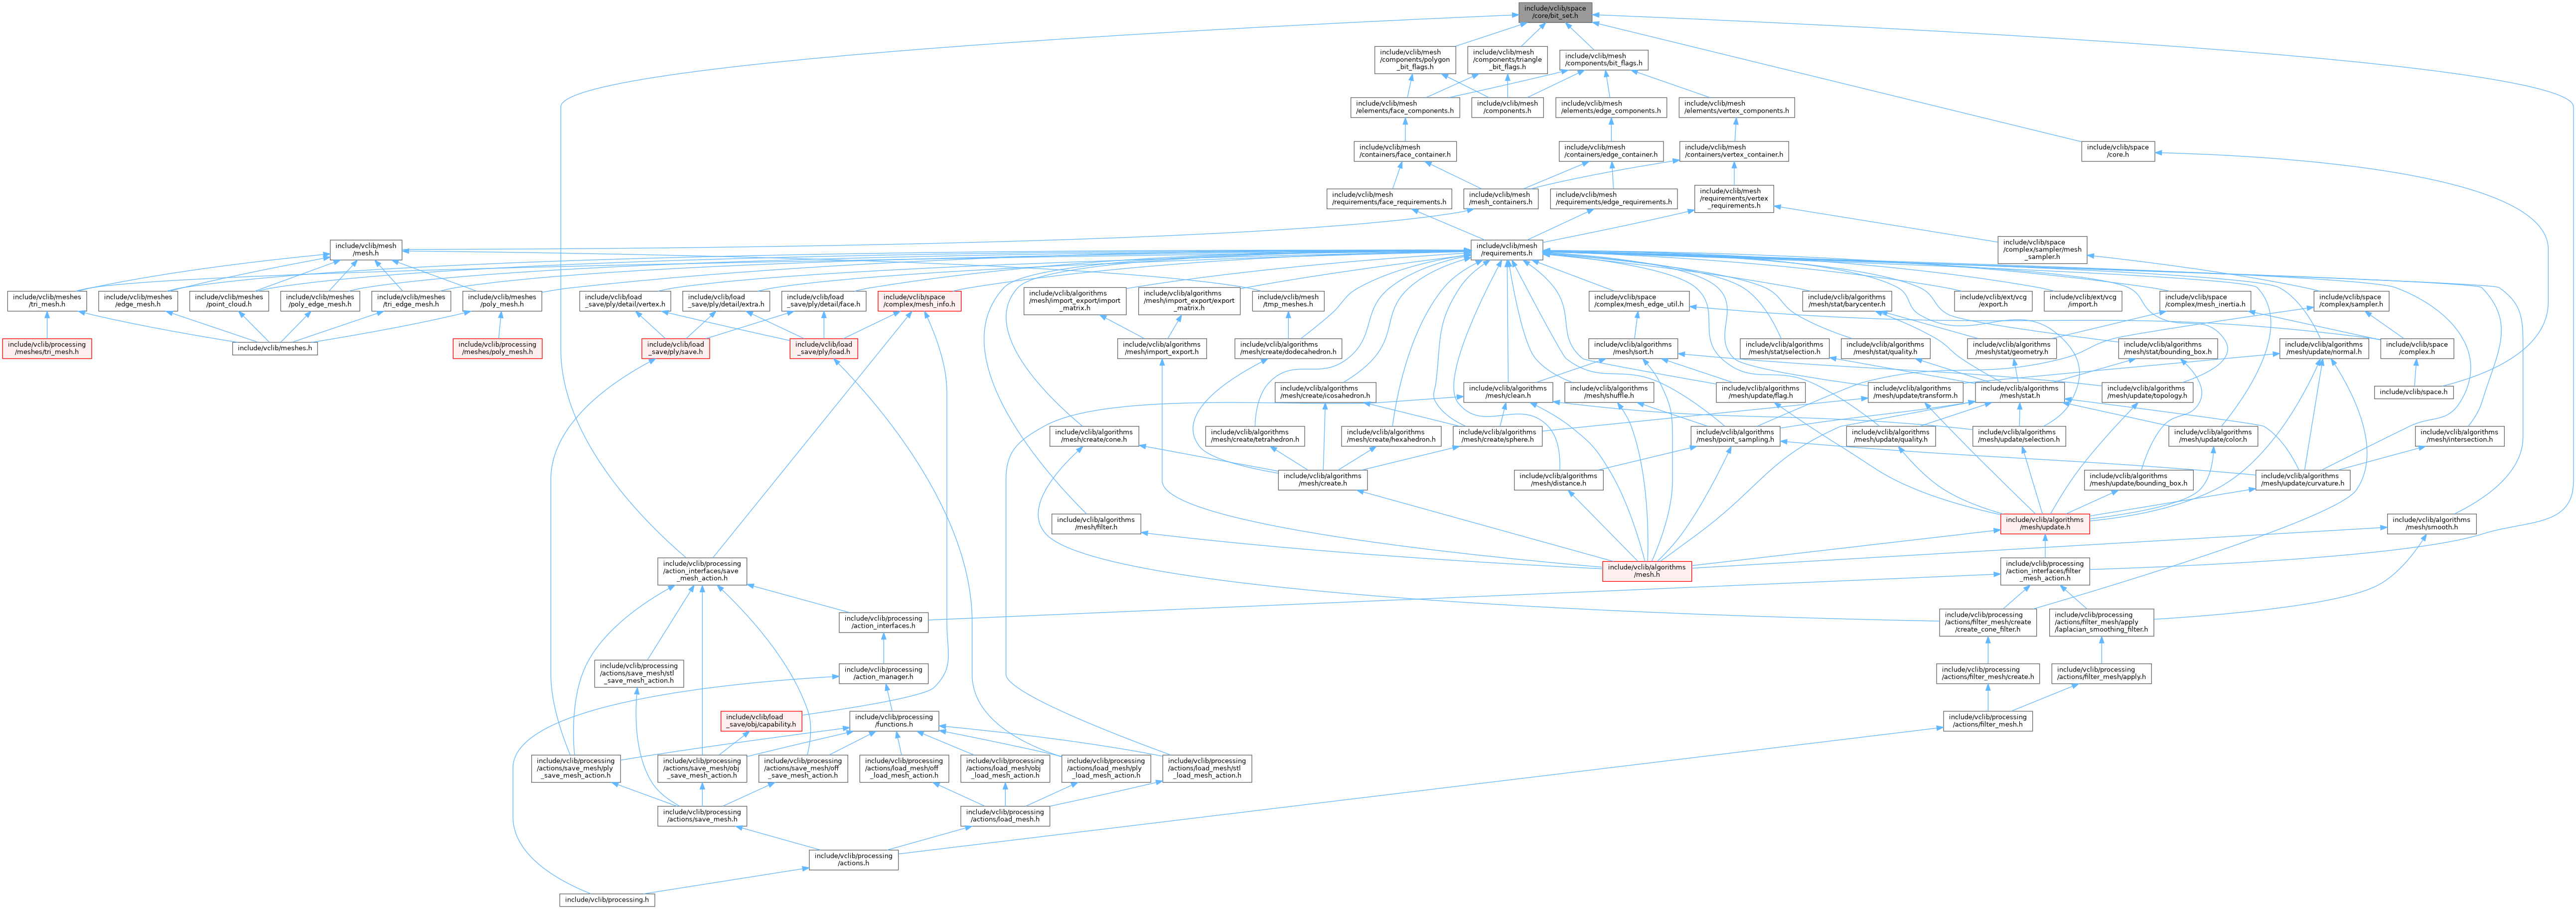 include/vclib/space
/core/bit_set.h
include/vclib/mesh
/components/polygon
_bit_flags.h
include/vclib/mesh
/components/triangle
_bit_flags.h
include/vclib/mesh
/components/bit_flags.h
include/vclib/mesh
/elements/face_components.h
include/vclib/mesh
/components.h
include/vclib/mesh
/elements/edge_components.h
include/vclib/mesh
/elements/vertex_components.h
include/vclib/mesh
/containers/face_container.h
include/vclib/mesh
/containers/edge_container.h
include/vclib/mesh
/containers/vertex_container.h
include/vclib/space
/core.h
include/vclib/mesh
/requirements/face_requirements.h
include/vclib/mesh
/mesh_containers.h
include/vclib/mesh
/requirements/edge_requirements.h
include/vclib/mesh
/requirements/vertex
_requirements.h
include/vclib/mesh
/mesh.h
include/vclib/mesh
/requirements.h
include/vclib/space
/complex/sampler/mesh
_sampler.h
include/vclib/meshes
/tri_mesh.h
include/vclib/meshes
/edge_mesh.h
include/vclib/meshes
/point_cloud.h
include/vclib/meshes
/poly_edge_mesh.h
include/vclib/meshes
/tri_edge_mesh.h
include/vclib/meshes
/poly_mesh.h
include/vclib/load
_save/ply/detail/vertex.h
include/vclib/load
_save/ply/detail/extra.h
include/vclib/load
_save/ply/detail/face.h
include/vclib/space
/complex/mesh_info.h
include/vclib/algorithms
/mesh/import_export/import
_matrix.h
include/vclib/algorithms
/mesh/import_export/export
_matrix.h
include/vclib/mesh
/tmp_meshes.h
include/vclib/space
/complex/mesh_edge_util.h
include/vclib/algorithms
/mesh/stat/barycenter.h
include/vclib/ext/vcg
/export.h
include/vclib/ext/vcg
/import.h
include/vclib/space
/complex/mesh_inertia.h
include/vclib/space
/complex/sampler.h
include/vclib/processing
/meshes/tri_mesh.h
include/vclib/meshes.h
include/vclib/processing
/meshes/poly_mesh.h
include/vclib/load
_save/ply/save.h
include/vclib/load
_save/ply/load.h
include/vclib/algorithms
/mesh/import_export.h
include/vclib/algorithms
/mesh/create/dodecahedron.h
include/vclib/algorithms
/mesh/sort.h
include/vclib/algorithms
/mesh/stat/selection.h
include/vclib/algorithms
/mesh/stat/quality.h
include/vclib/algorithms
/mesh/stat/geometry.h
include/vclib/algorithms
/mesh/stat/bounding_box.h
include/vclib/algorithms
/mesh/update/normal.h
include/vclib/space
/complex.h
include/vclib/algorithms
/mesh/create/icosahedron.h
include/vclib/algorithms
/mesh/clean.h
include/vclib/algorithms
/mesh/shuffle.h
include/vclib/algorithms
/mesh/update/flag.h
include/vclib/algorithms
/mesh/update/transform.h
include/vclib/algorithms
/mesh/stat.h
include/vclib/algorithms
/mesh/update/topology.h
include/vclib/space.h
include/vclib/algorithms
/mesh/create/cone.h
include/vclib/algorithms
/mesh/create/tetrahedron.h
include/vclib/algorithms
/mesh/create/hexahedron.h
include/vclib/algorithms
/mesh/create/sphere.h
include/vclib/algorithms
/mesh/point_sampling.h
include/vclib/algorithms
/mesh/update/quality.h
include/vclib/algorithms
/mesh/update/selection.h
include/vclib/algorithms
/mesh/update/color.h
include/vclib/algorithms
/mesh/intersection.h
include/vclib/algorithms
/mesh/create.h
include/vclib/algorithms
/mesh/distance.h
include/vclib/algorithms
/mesh/update/bounding_box.h
include/vclib/algorithms
/mesh/update/curvature.h
include/vclib/algorithms
/mesh/filter.h
include/vclib/algorithms
/mesh/update.h
include/vclib/algorithms
/mesh/smooth.h
include/vclib/processing
/action_interfaces/save
_mesh_action.h
include/vclib/algorithms
/mesh.h
include/vclib/processing
/action_interfaces/filter
_mesh_action.h
include/vclib/processing
/action_interfaces.h
include/vclib/processing
/actions/filter_mesh/create
/create_cone_filter.h
include/vclib/processing
/actions/filter_mesh/apply
/laplacian_smoothing_filter.h
include/vclib/processing
/actions/save_mesh/stl
_save_mesh_action.h
include/vclib/processing
/action_manager.h
include/vclib/processing
/actions/filter_mesh/create.h
include/vclib/processing
/actions/filter_mesh/apply.h
include/vclib/load
_save/obj/capability.h
include/vclib/processing
/functions.h
include/vclib/processing
/actions/filter_mesh.h
include/vclib/processing
/actions/save_mesh/ply
_save_mesh_action.h
include/vclib/processing
/actions/save_mesh/obj
_save_mesh_action.h
include/vclib/processing
/actions/save_mesh/off
_save_mesh_action.h
include/vclib/processing
/actions/load_mesh/off
_load_mesh_action.h
include/vclib/processing
/actions/load_mesh/obj
_load_mesh_action.h
include/vclib/processing
/actions/load_mesh/ply
_load_mesh_action.h
include/vclib/processing
/actions/load_mesh/stl
_load_mesh_action.h
include/vclib/processing
/actions/save_mesh.h
include/vclib/processing
/actions/load_mesh.h
include/vclib/processing
/actions.h
include/vclib/processing.h